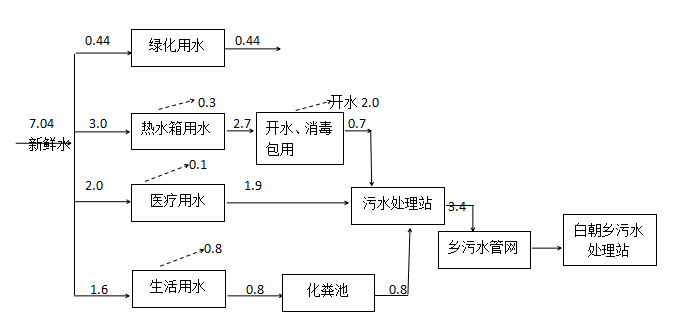 0.44
绿化用水
0.44
7.04
新鲜水
3.0
0.3
热水箱用水
2.7
开水、消毒
包用
开水 2.0
0.7
2.0
0.1
医疗用水
1.9
污水处理站
3.4
乡污水管网
白朝乡污水
处理站
1.6
0.8
生活用水
0.8
化粪池
0.8